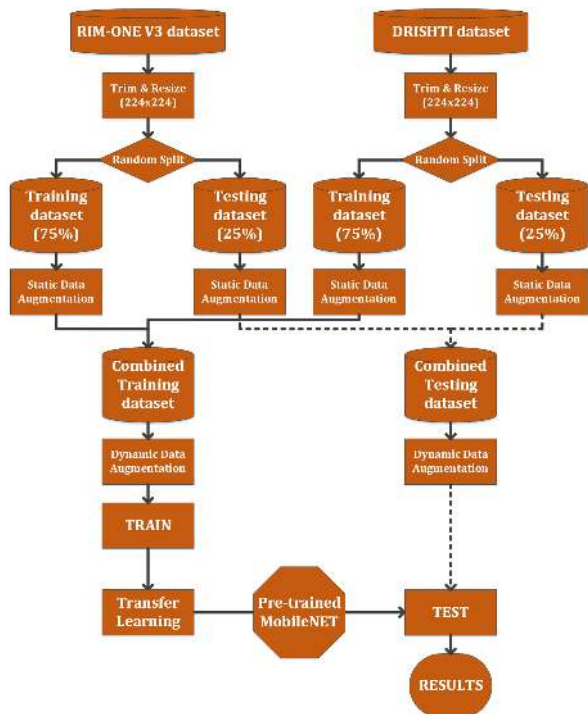 RIM-ONE V3 dataset
DRISHTI dataset
Trim & Resize
(224x224)
Trim & Resize
(224x224)
Random Split
Random Split
Training
dataset
(75%)
Testing
dataset
(25%)
Training
dataset
(75%)
Testing
dataset
(25%)
Static Data
Augmentation
Static Data
Augmentation
Static Data
Augmentation
Static Data
Augmentation
Combined
Training
dataset
Combined
Testing
dataset
Dynamic Data
Augmentation
Dynamic Data
Augmentation
TRAIN
Transfer
Learning
Pre-trained
MobileNET
TEST
RESULTS